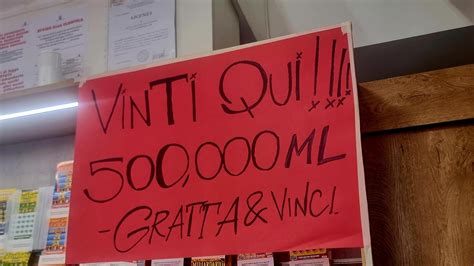 VINTI QUI!!!!
500,000 ML
- GRATTA & VINCI.